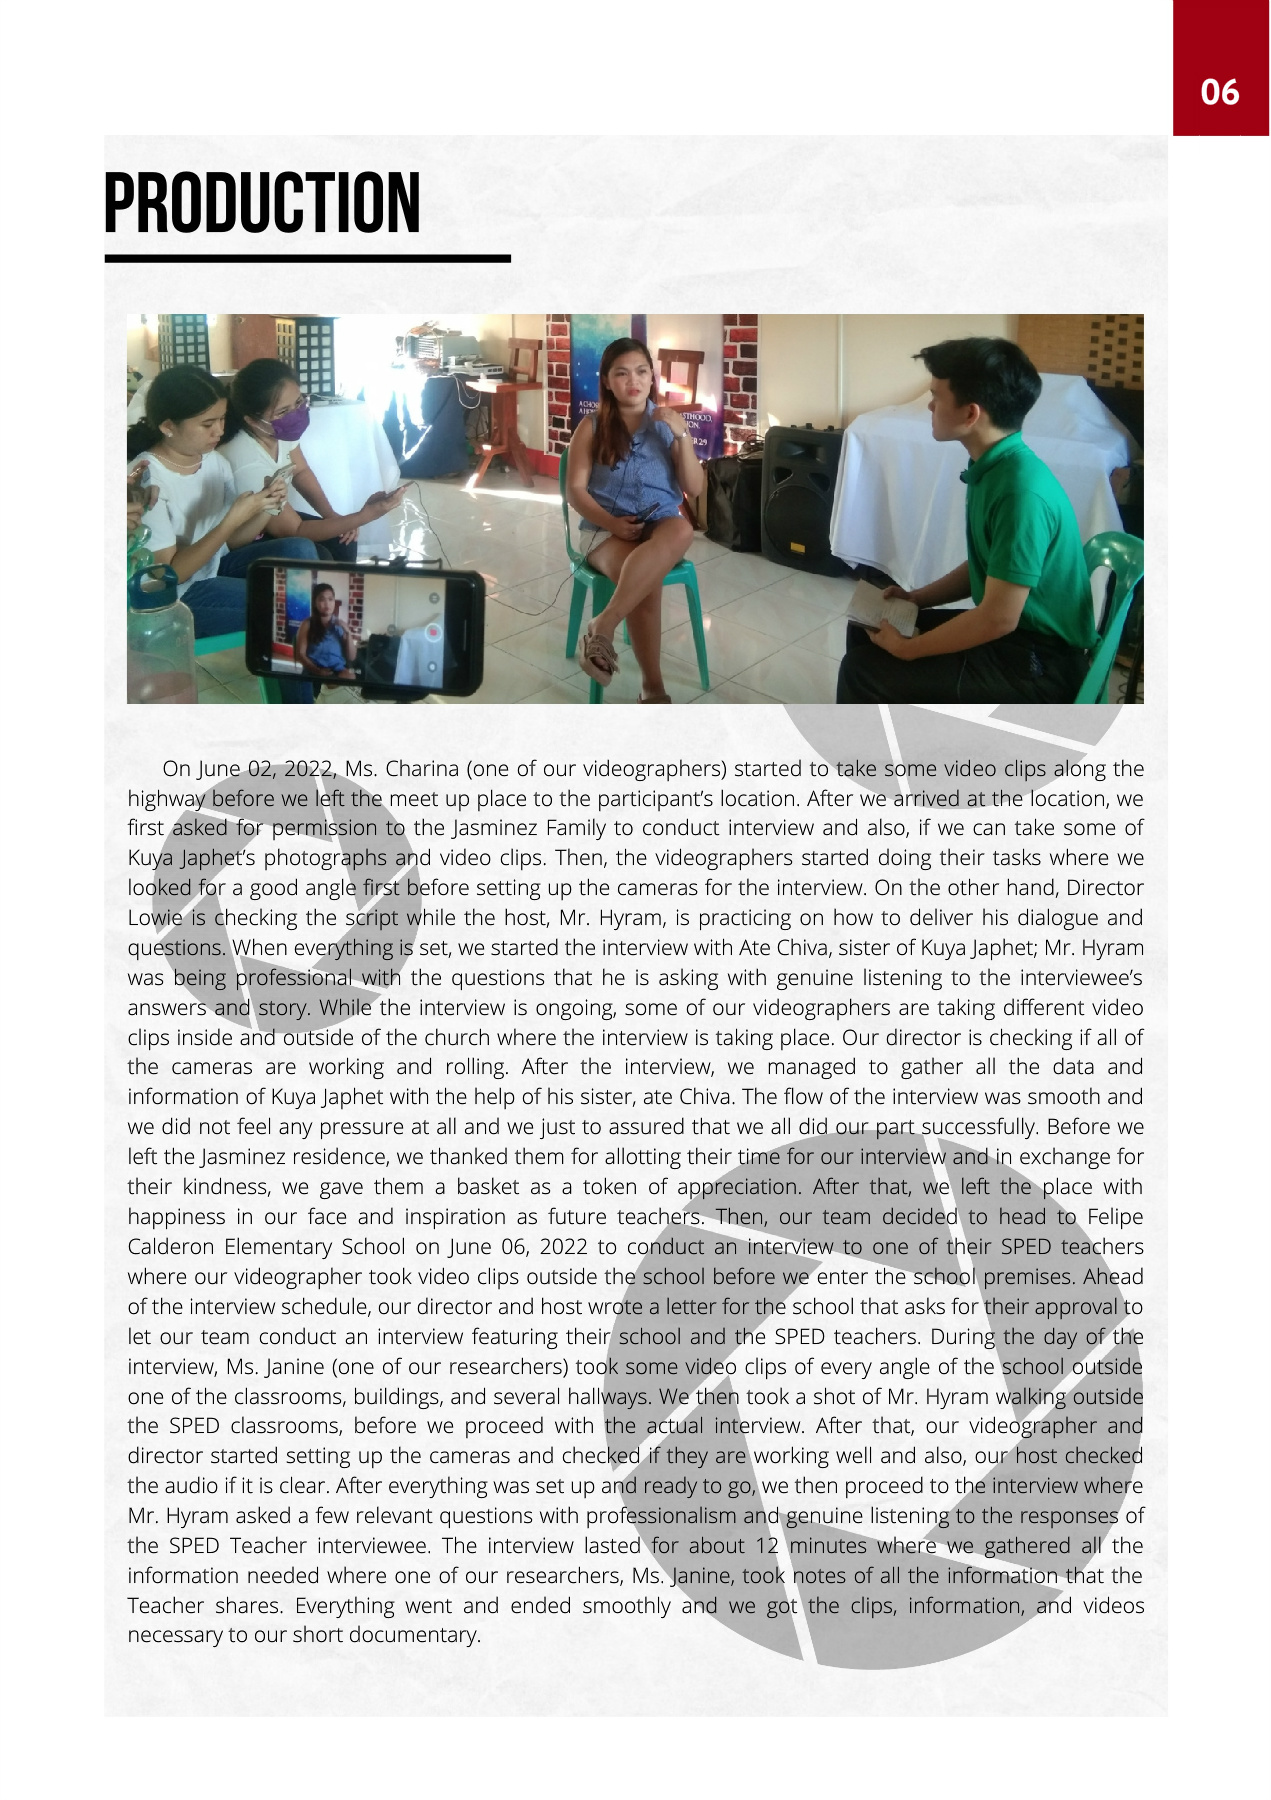 06
PRODUCTION
ACHO
STHOOD.
ION.
ER29
On June 02, 2022, Ms. Charina (one of our videographers) started to take some video clips along the
highway before we left the meet up place to the participant’s location. After we arrived at the location, we
first asked for permission to the Jasminez Family to conduct interview and also, if we can take some of
Kuya Japhet’s photographs and video clips. Then, the videographers started doing their tasks where we
looked for a good angle first before setting up the cameras for the interview. On the other hand, Director
Lowie is checking the script while the host, Mr. Hyram, is practicing on how to deliver his dialogue and
questions. When everything is set, we started the interview with Ate Chiva, sister of Kuya Japhet; Mr. Hyram
was being professional with the questions that he is asking with genuine listening to the interviewee’s
answers and story. While the interview is ongoing, some of our videographers are taking different video
clips inside and outside of the church where the interview is taking place. Our director is checking if all of
the cameras are working and rolling. After the interview, we managed to gather all the data and
information of Kuya Japhet with the help of his sister, ate Chiva. The flow of the interview was smooth and
we did not feel any pressure at all and we just to assured that we all did our part successfully. Before we
left the Jasminez residence, we thanked them for allotting their time for our interview and in exchange for
their kindness, we gave them a basket as a token of appreciation. After that, we left the place with
happiness in our face and inspiration as future teachers. Then, our team decided to head to Felipe
Calderon Elementary School on June 06, 2022 to conduct an interview to one of their SPED teachers
where our videographer took video clips outside the school before we enter the school premises. Ahead
of the interview schedule, our director and host wrote a letter for the school that asks for their approval to
let our team conduct an interview featuring their school and the SPED teachers. During the day of the
interview, Ms. Janine (one of our researchers) took some video clips of every angle of the school outside
one of the classrooms, buildings, and several hallways. We then took a shot of Mr. Hyram walking outside
the SPED classrooms, before we proceed with the actual interview. After that, our videographer and
director started setting up the cameras and checked if they are working well and also, our host checked
the audio if it is clear. After everything was set up and ready to go, we then proceed to the interview where
Mr. Hyram asked a few relevant questions with professionalism and genuine listening to the responses of
the SPED Teacher interviewee. The interview lasted for about 12 minutes where we gathered all the
information needed where one of our researchers, Ms. Janine, took notes of all the information that the
Teacher shares. Everything went and ended smoothly and we got the clips, information, and videos
necessary to our short documentary.